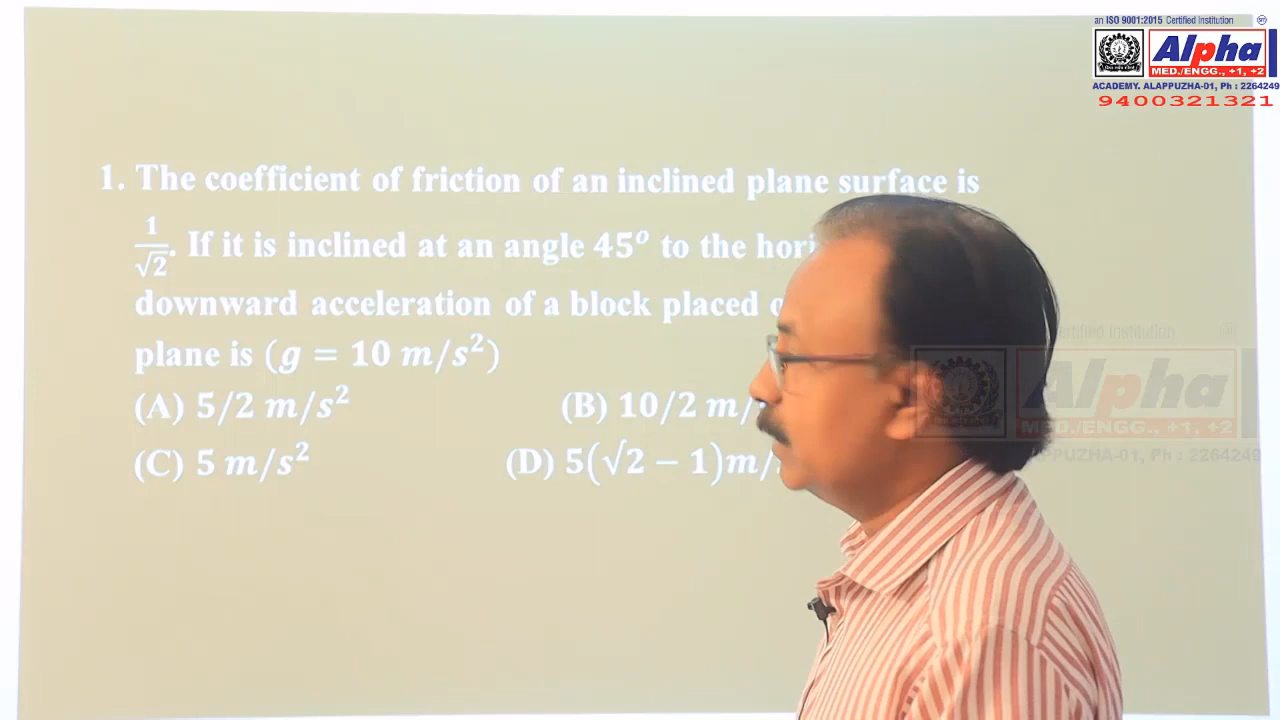 an ISO 9001:2015 Certified Institution
Alpha
MED./ENGG., +1, +2
ACADEMY. ALAPPUZHA-01, Ph : 2264249
9400321321
1. The coefficient of friction of an inclined plane surface is
1/√2. If it is inclined at an angle 45° to the
downward acceleration of a block placed
plane is (g = 10 m/s²)
(A) 5/2 m/s² (B) 10/2 m/
(C) 5 m/s² (D) 5(√2 − 1)m/
Certified Institution
Alpha
MED./ENGG., +1, +2
Ph : 2264249